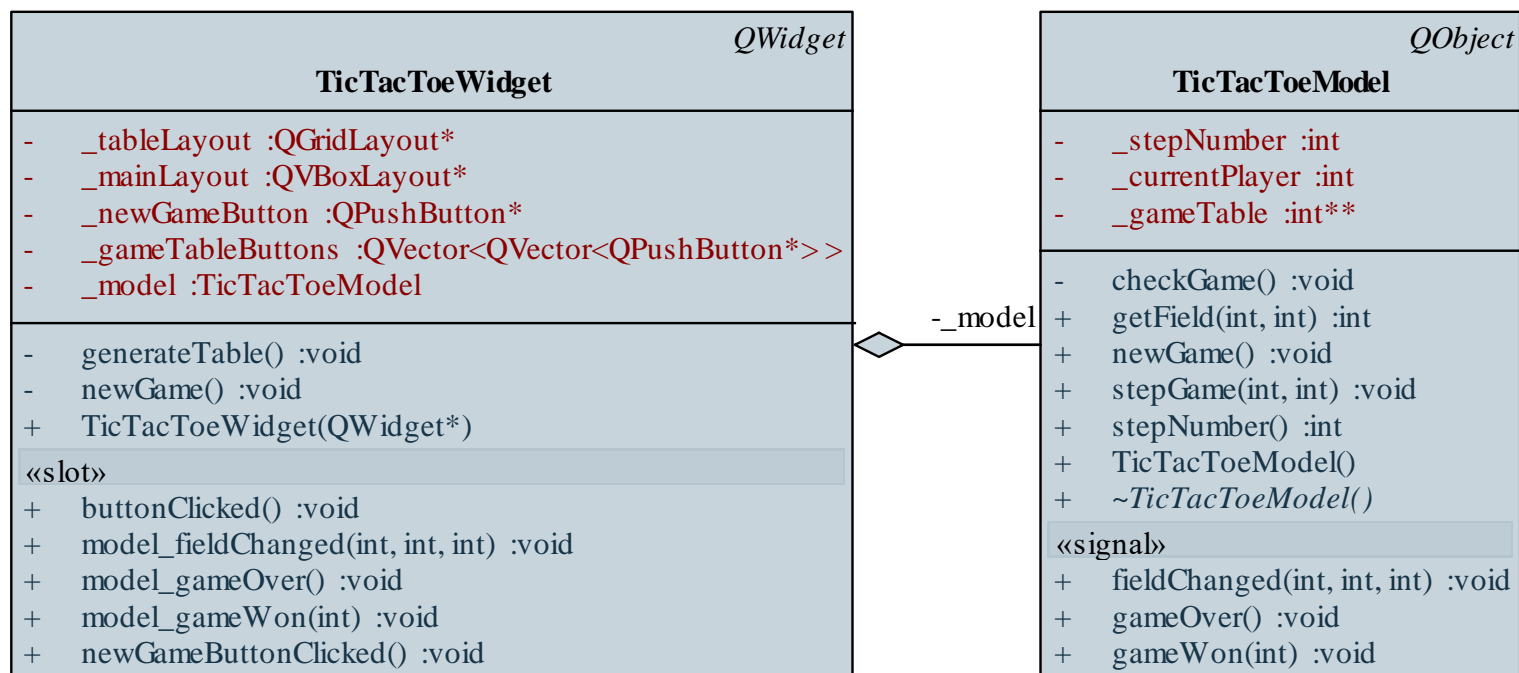 QWidget
TicTacToeWidget
- _tableLayout :QGridLayout*
- _mainLayout :QVBoxLayout*
- _newGameButton :QPushButton*
- _gameTableButtons :QVector<QVector<QPushButton*>>
- _model :TicTacToeModel
- generateTable() :void
- newGame() :void
+ TicTacToeWidget(QWidget*)
«slot»
+ buttonClicked() :void
+ model_fieldChanged(int, int, int) :void
+ model_gameOver() :void
+ model_gameWon(int) :void
+ newGameButtonClicked() :void
-_model
QObject
TicTacToeModel
- _stepNumber :int
- _currentPlayer :int
- _gameTable :int**
- checkGame() :void
+ getField(int, int) :int
+ newGame() :void
+ stepGame(int, int) :void
+ stepNumber() :int
+ TicTacToeModel()
+ ~TicTacToeModel()
«signal»
+ fieldChanged(int, int, int) :void
+ gameOver() :void
+ gameWon(int) :void